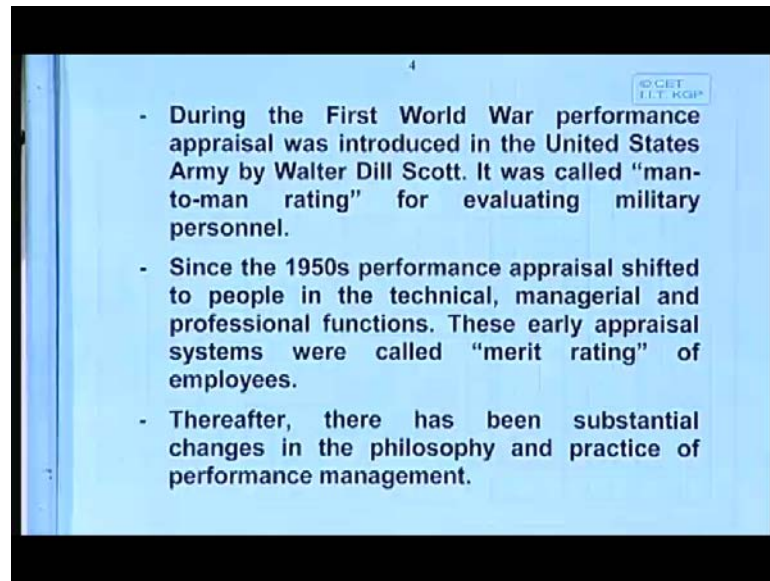 4
© CET
I.I.T. KGP
- During the First World War performance
appraisal was introduced in the United States
Army by Walter Dill Scott. It was called “man-
to-man rating” for evaluating military
personnel.
- Since the 1950s performance appraisal shifted
to people in the technical, managerial and
professional functions. These early appraisal
systems were called “merit rating” of
employees.
- Thereafter, there has been substantial
changes in the philosophy and practice of
performance management.